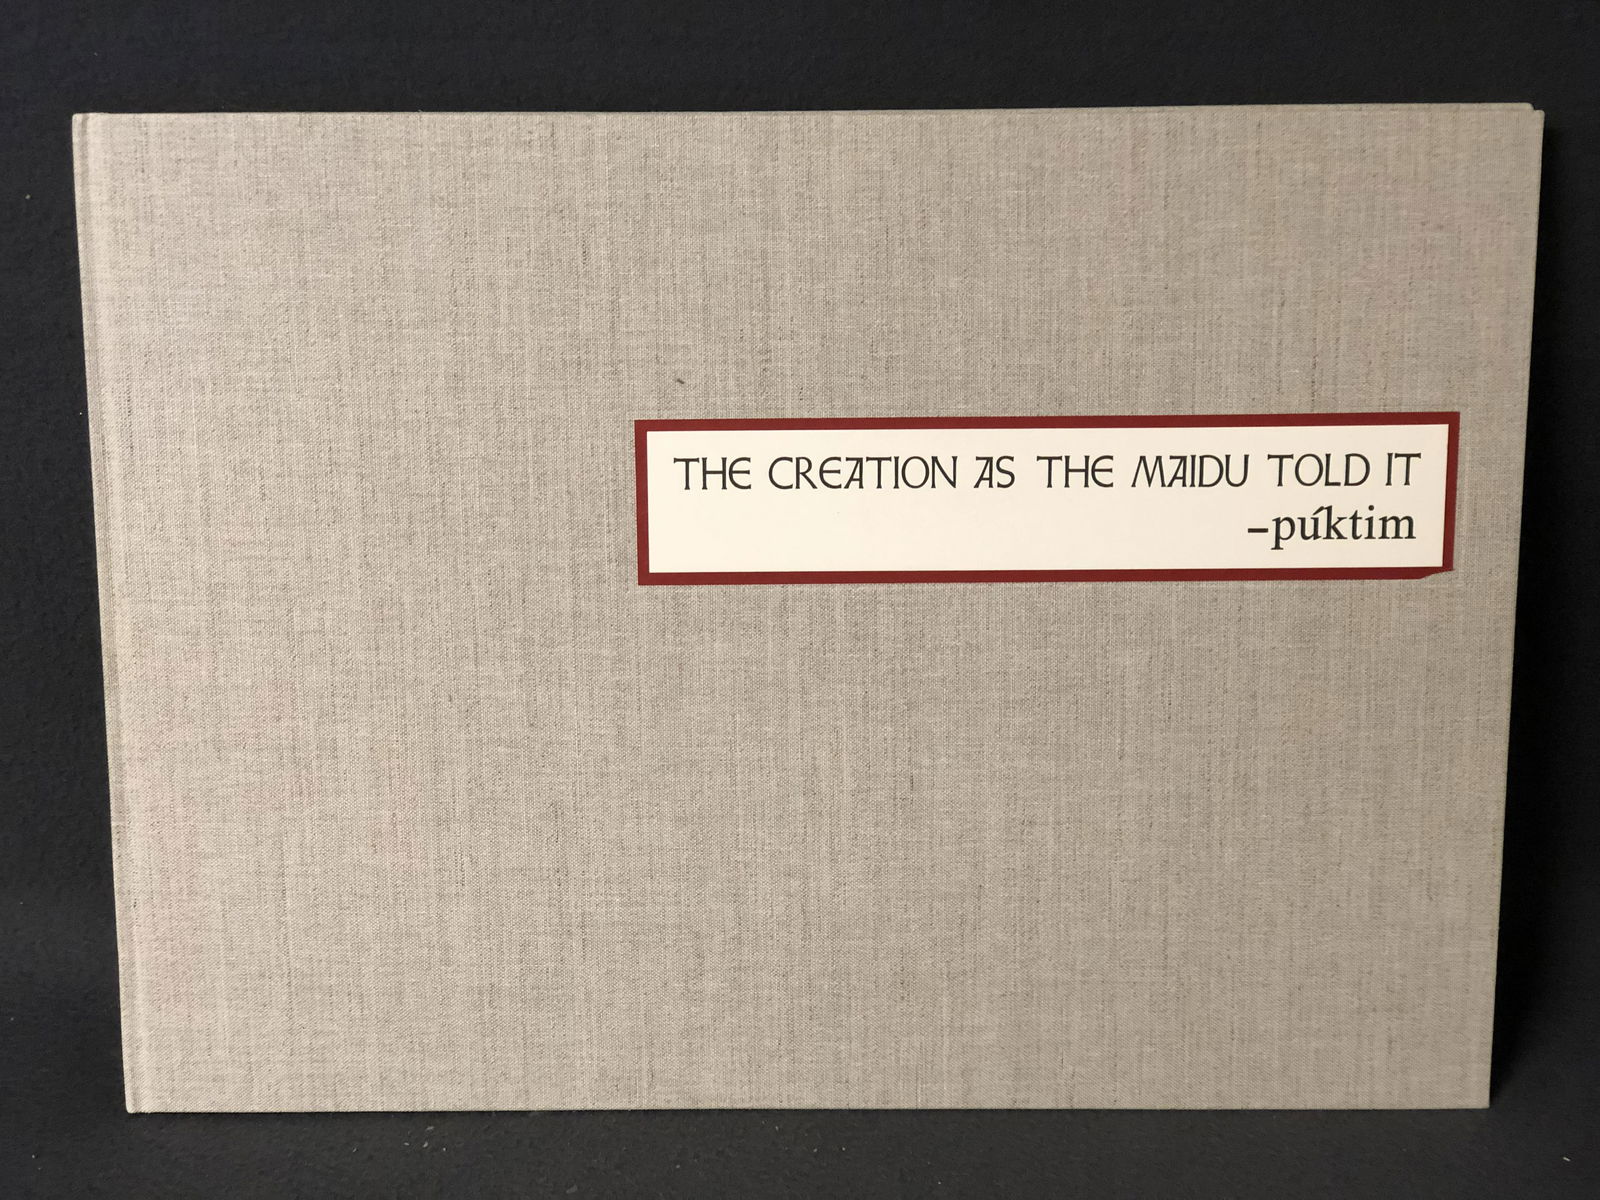 THE CREATION AS THE MAIDU TOLD IT
–púktim